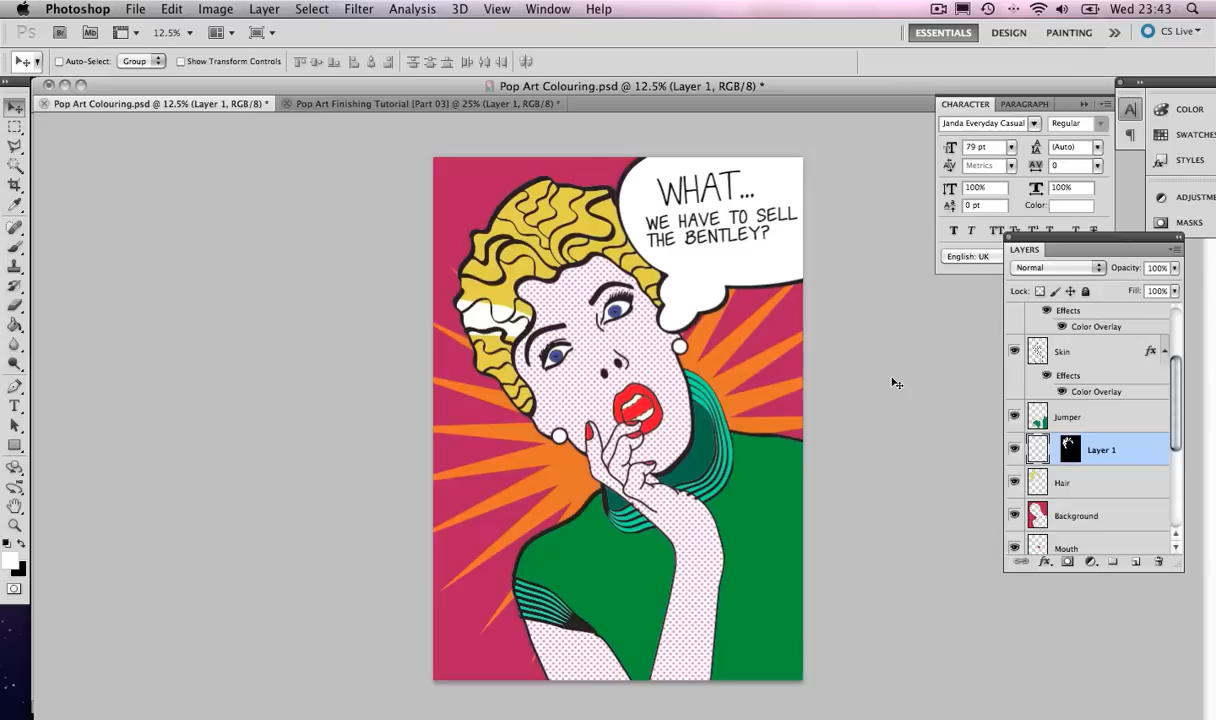 Photoshop File Edit Image Layer Select Filter Analysis 3D View Window Help Wed 23:43
Ps Br Mb 12.5% ESSENTIALS DESIGN PAINTING CS Live
Auto-Select: Group Show Transform Controls
Pop Art Colouring.psd @ 12.5% (Layer 1, RGB/8) *
Pop Art Colouring.psd @ 12.5% (Layer 1, RGB/8) * Pop Art Finishing Tutorial [Part 03] @ 25% (Layer 1, RGB/8) *
CHARACTER PARAGRAPH
Janda Everyday Casual Regular
79 pt (Auto)
Metrics 0
100% 100%
0 pt Color:
T T TT
English: UK
COLOR
SWATCHES
STYLES
ADJUSTME
MASKS
LAYERS
Normal Opacity: 100%
Lock: Fill: 100%
Effects
Color Overlay
Skin fx
Effects
Color Overlay
Jumper
Layer 1
Hair
Background
Mouth
WHAT...
WE HAVE TO SELL
THE BENTLEY?